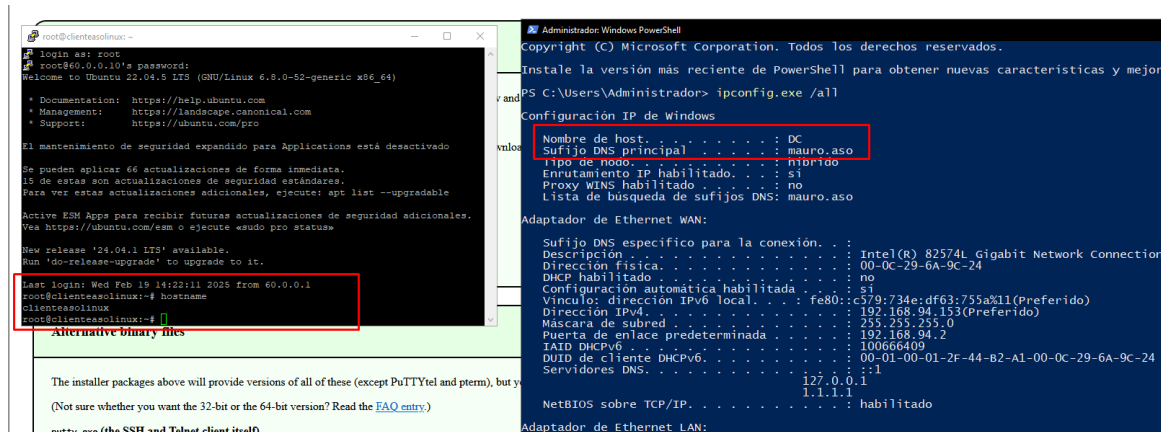 root@clienteasolinux: ~
login as: root
root@60.0.0.10's password:
Welcome to Ubuntu 22.04.5 LTS (GNU/Linux 6.8.0-52-generic x86_64)
* Documentation: https://help.ubuntu.com
* Management: https://landscape.canonical.com
* Support: https://ubuntu.com/pro
El mantenimiento de seguridad expandido para Applications está desactivado
Se pueden aplicar 66 actualizaciones de forma inmediata.
15 de estas son actualizaciones de seguridad estándares.
Para ver estas actualizaciones adicionales, ejecute: apt list --upgradable
Active ESM Apps para recibir futuras actualizaciones de seguridad adicionales.
Vea https://ubuntu.com/esm o ejecute «sudo pro status»
New release '24.04.1 LTS' available.
Run 'do-release-upgrade' to upgrade to it.
Last login: Wed Feb 19 14:22:11 2025 from 60.0.0.1
root@clienteasolinux:~# hostname
clienteasolinux
root@clienteasolinux:~#
Alternative binary files
The installer packages above will provide versions of all of these (except PuTTYtel and pterm), but
(Not sure whether you want the 32-bit or the 64-bit version? Read the FAQ entry.)
putty.exe (the SSH and Telnet client itself)
Administrador: Windows PowerShell
Copyright (C) Microsoft Corporation. Todos los derechos reservados.
Instale la versión más reciente de PowerShell para obtener nuevas características y mejor
PS C:\Users\Administrador> ipconfig.exe /all
Configuración IP de Windows
Nombre de host. . . . . . . . . : DC
Sufijo DNS principal . . . . . . : mauro.aso
Tipo de nodo. . . . . . . . . . : híbrido
Enrutamiento IP habilitado. . . : sí
Proxy WINS habilitado . . . . . : no
Lista de búsqueda de sufijos DNS: mauro.aso
Adaptador de Ethernet WAN:
Sufijo DNS específico para la conexión. . :
Descripción . . . . . . . . . . . . . . . : Intel(R) 82574L Gigabit Network Connection
Dirección física. . . . . . . . . . . . . : 00-0C-29-6A-9C-24
DHCP habilitado . . . . . . . . . . . . . : no
Configuración automática habilitada . . . : sí
Vínculo: dirección IPv6 local. . . : fe80::c579:734e:df63:755a%11(Preferido)
Dirección IPv4. . . . . . . . . . . . . . : 192.168.94.153(Preferido)
Máscara de subred . . . . . . . . . . . . : 255.255.255.0
Puerta de enlace predeterminada . . . . . : 192.168.94.2
IAID DHCPv6 . . . . . . . . . . . . . . . : 100666409
DUID de cliente DHCPv6. . . . . . . . . . : 00-01-00-01-2F-44-B2-A1-00-0C-29-6A-9C-24
Servidores DNS. . . . . . . . . . . . . . : ::1
127.0.0.1
1.1.1.1
NetBIOS sobre TCP/IP. . . . . . . . . . . : habilitado
Adaptador de Ethernet LAN: